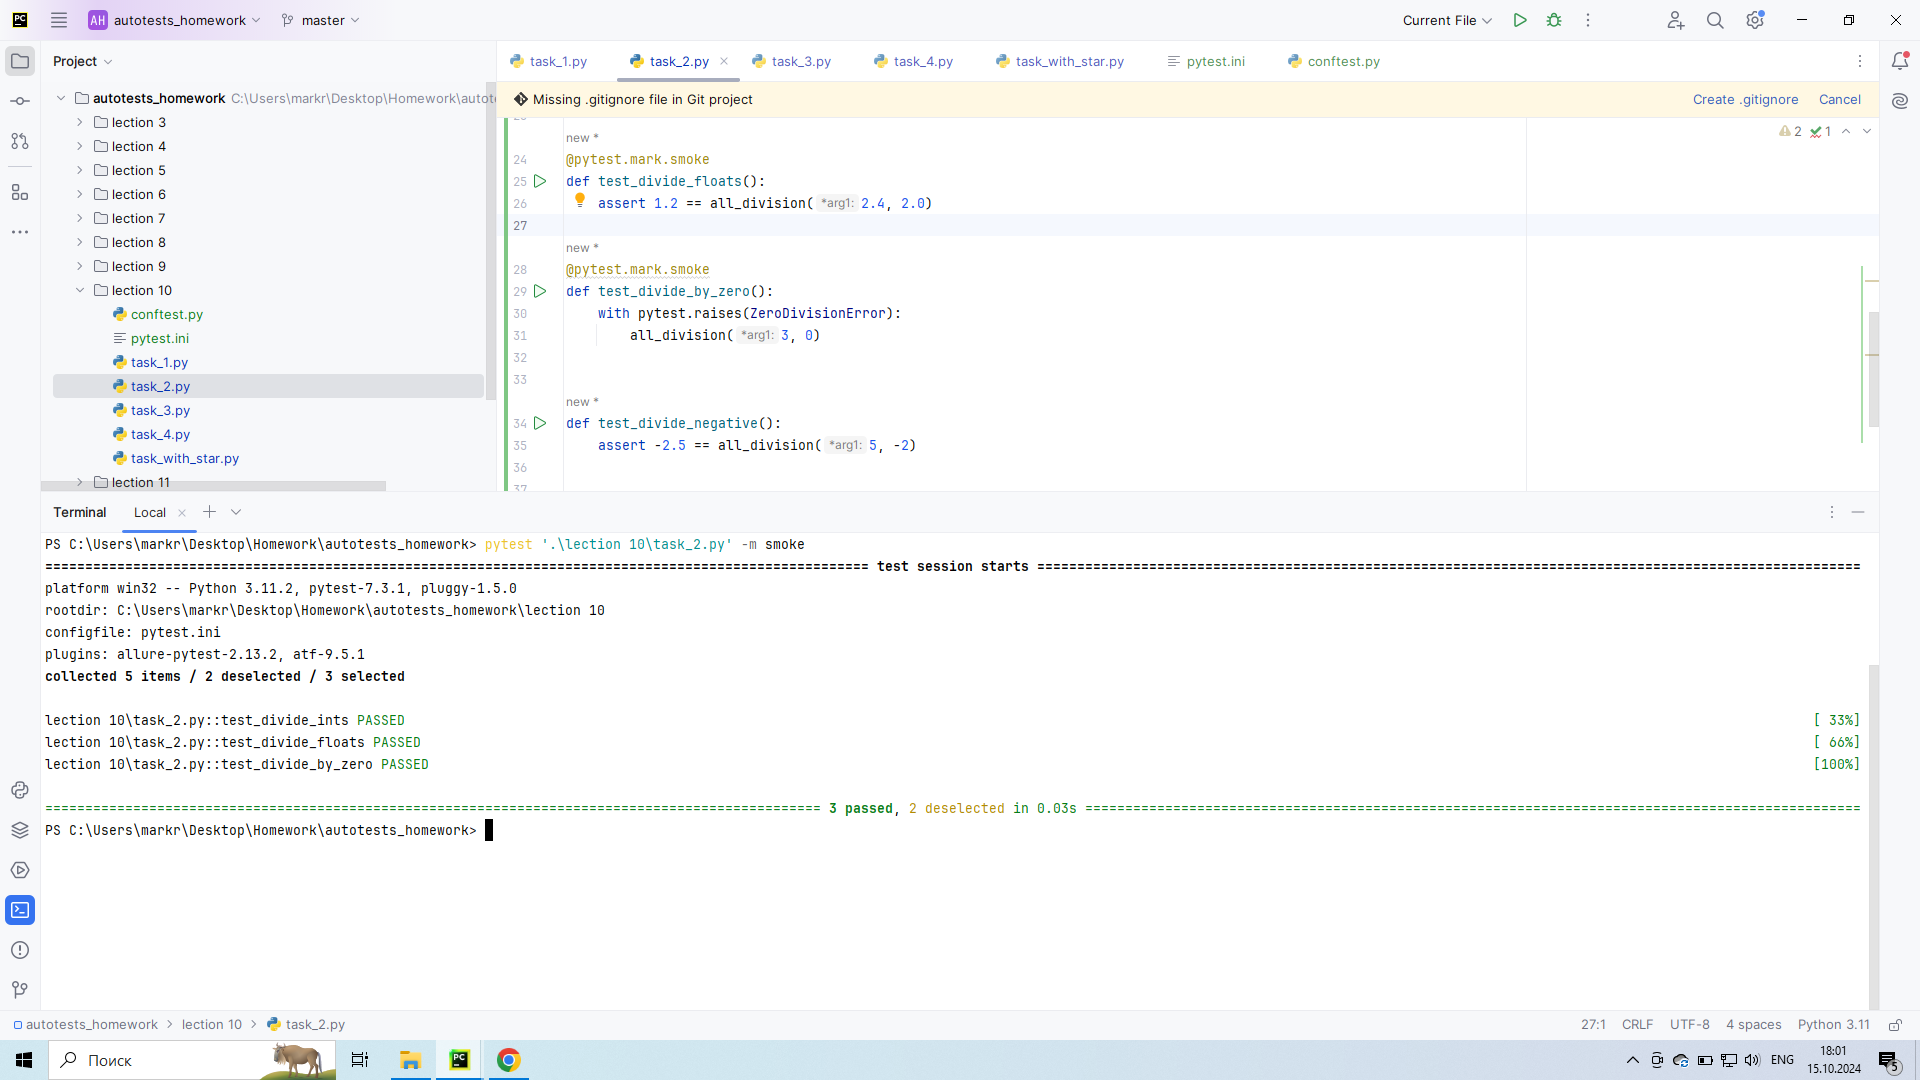 PC AH autotests_homework master Current File
Project
autotests_homework C:\Users\markr\Desktop\Homework\autot
lection 3
lection 4
lection 5
lection 6
lection 7
lection 8
lection 9
lection 10
conftest.py
pytest.ini
task_1.py
task_2.py
task_3.py
task_4.py
task_with_star.py
lection 11
task_1.py task_2.py task_3.py task_4.py task_with_star.py pytest.ini conftest.py
Missing .gitignore file in Git project Create .gitignore Cancel
2 1
new *
24 @pytest.mark.smoke
25 def test_divide_floats():
26 assert 1.2 == all_division( *arg1: 2.4, 2.0)
27
new *
28 @pytest.mark.smoke
29 def test_divide_by_zero():
30 with pytest.raises(ZeroDivisionError):
31 all_division( *arg1: 3, 0)
32
33
new *
34 def test_divide_negative():
35 assert -2.5 == all_division( *arg1: 5, -2)
36
37
Terminal Local
PS C:\Users\markr\Desktop\Homework\autotests_homework> pytest '.\lection 10\task_2.py' -m smoke
======================================================================================================= test session starts =======================================================================================================
platform win32 -- Python 3.11.2, pytest-7.3.1, pluggy-1.5.0
rootdir: C:\Users\markr\Desktop\Homework\autotests_homework\lection 10
configfile: pytest.ini
plugins: allure-pytest-2.13.2, atf-9.5.1
collected 5 items / 2 deselected / 3 selected
lection 10\task_2.py::test_divide_ints PASSED [ 33%]
lection 10\task_2.py::test_divide_floats PASSED [ 66%]
lection 10\task_2.py::test_divide_by_zero PASSED [100%]
================================================================================================= 3 passed, 2 deselected in 0.03s =================================================================================================
PS C:\Users\markr\Desktop\Homework\autotests_homework>
autotests_homework > lection 10 > task_2.py 27:1 CRLF UTF-8 4 spaces Python 3.11
Поиск PC ENG 18:01
15.10.2024 5